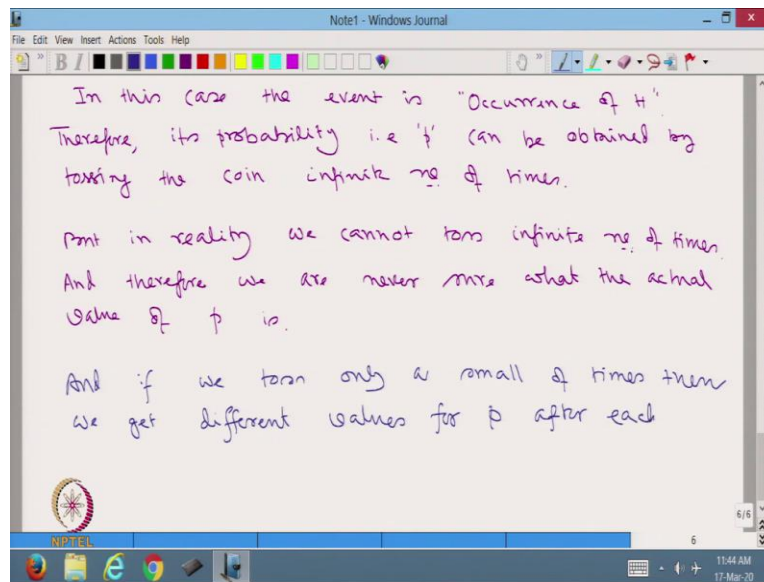 Note1 - Windows Journal
File Edit View Insert Actions Tools Help
B I
In this case the event is "Occurrence of H".
Therefore, its probability i.e 'p' can be obtained by
tossing the coin infinite no of times.
But in reality we cannot toss infinite no. of times.
And therefore we are never sure what the actual
value of p is.
And if we toss only a small of times then
we get different values for p after each
NPTEL
6/6
6
11:44 AM
17-Mar-20